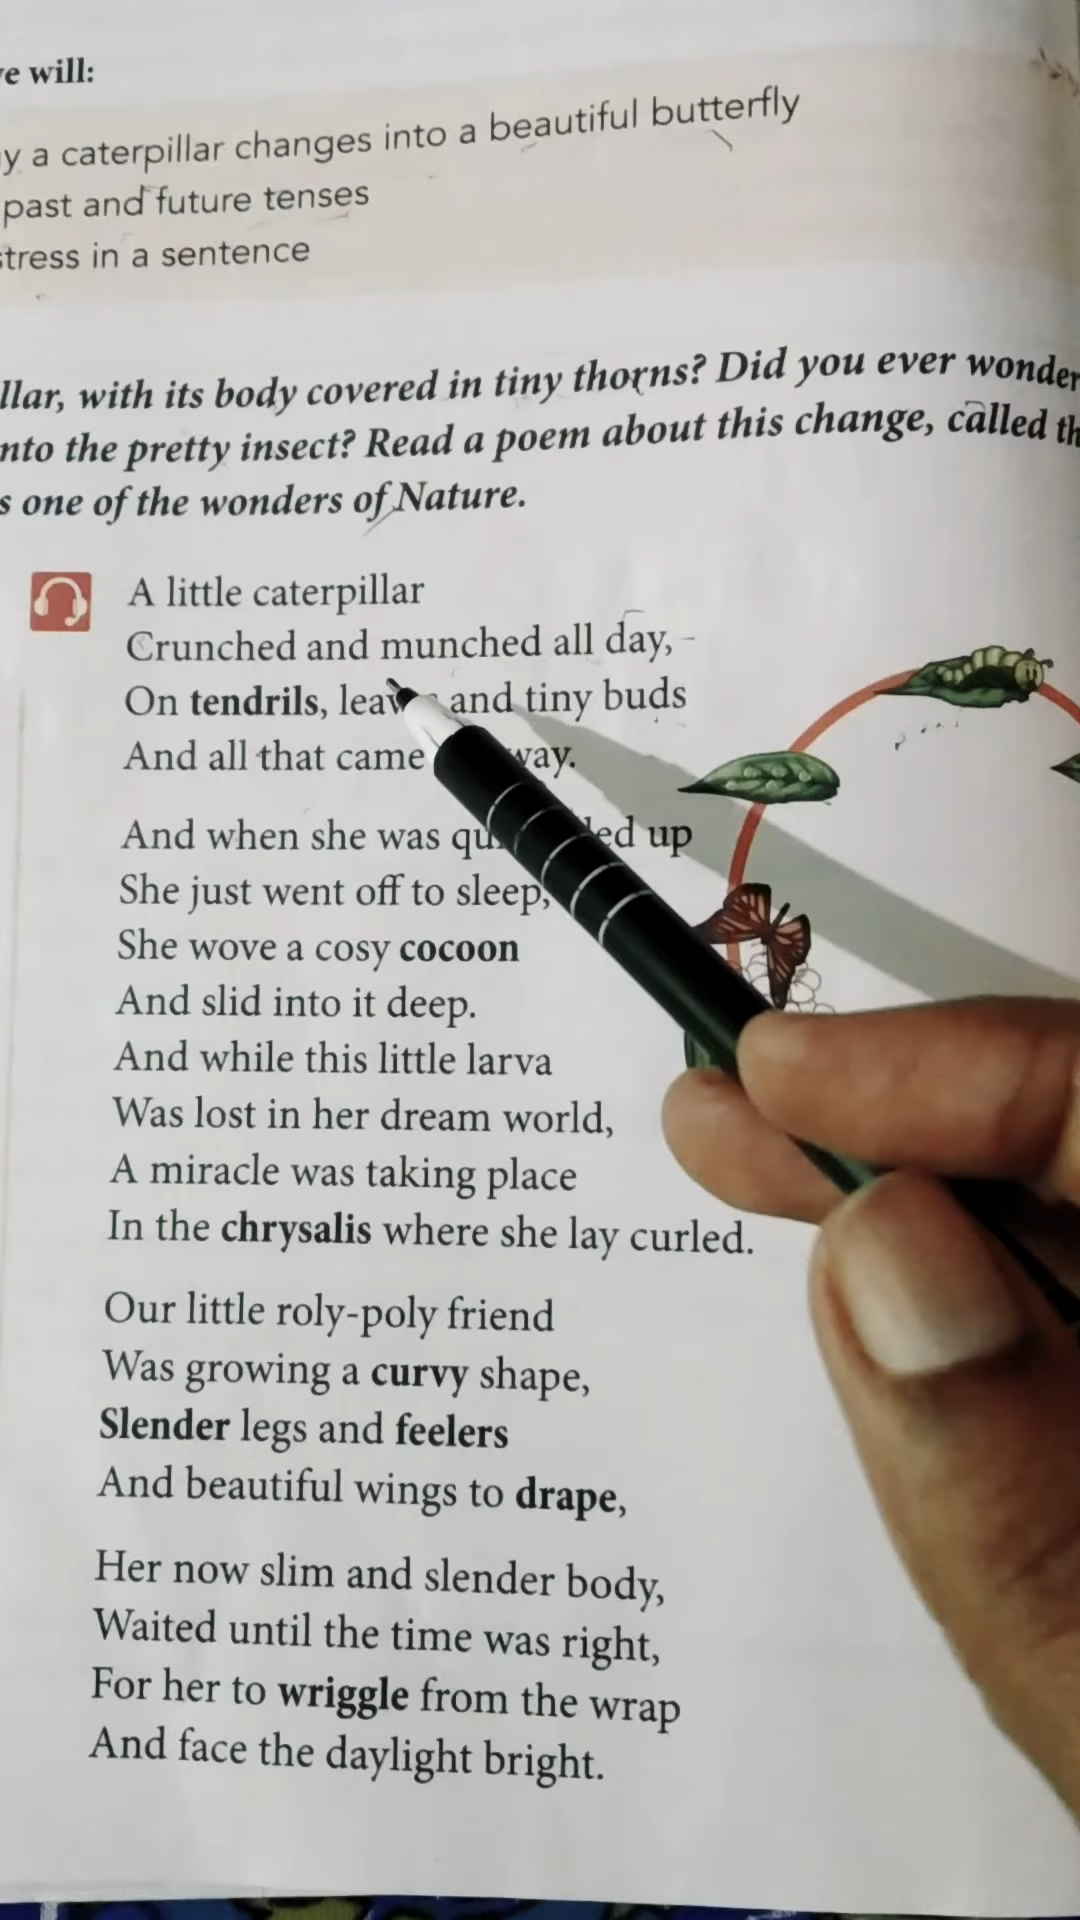 e will:
y a caterpillar changes into a beautiful butterfly
past and future tenses
stress in a sentence
llar, with its body covered in tiny thorns? Did you ever wonder
nto the pretty insect? Read a poem about this change, called th
s one of the wonders of Nature.
A little caterpillar
Crunched and munched all day,
On tendrils, leav and tiny buds
And all that came way.
And when she was qu ed up
She just went off to sleep,
She wove a cosy cocoon
And slid into it deep.
And while this little larva
Was lost in her dream world,
A miracle was taking place
In the chrysalis where she lay curled.
Our little roly-poly friend
Was growing a curvy shape,
Slender legs and feelers
And beautiful wings to drape,
Her now slim and slender body,
Waited until the time was right,
For her to wriggle from the wrap
And face the daylight bright.